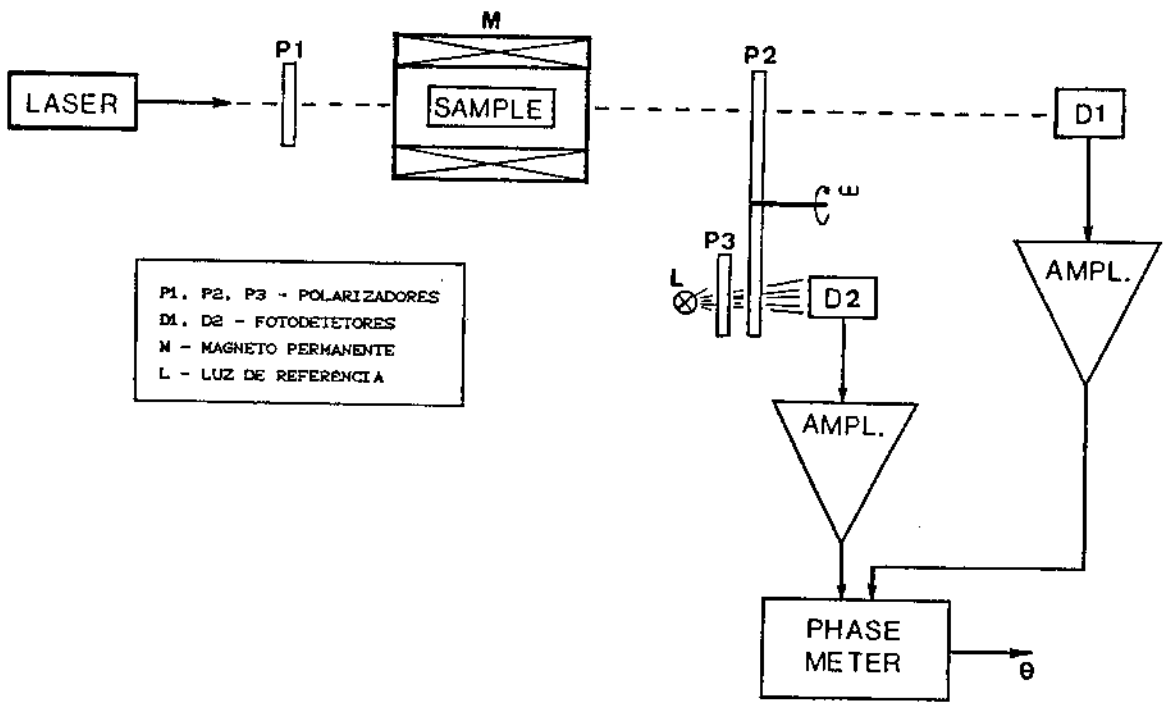 M
P1
P2
LASER
SAMPLE
D1
ω
P3
L
D2
AMPL.
P1, P2, P3 - POLARIZADORES
D1, D2 - FOTODETETORES
M - MAGNETO PERMANENTE
L - LUZ DE REFERÊNCIA
AMPL.
PHASE
METER
θ